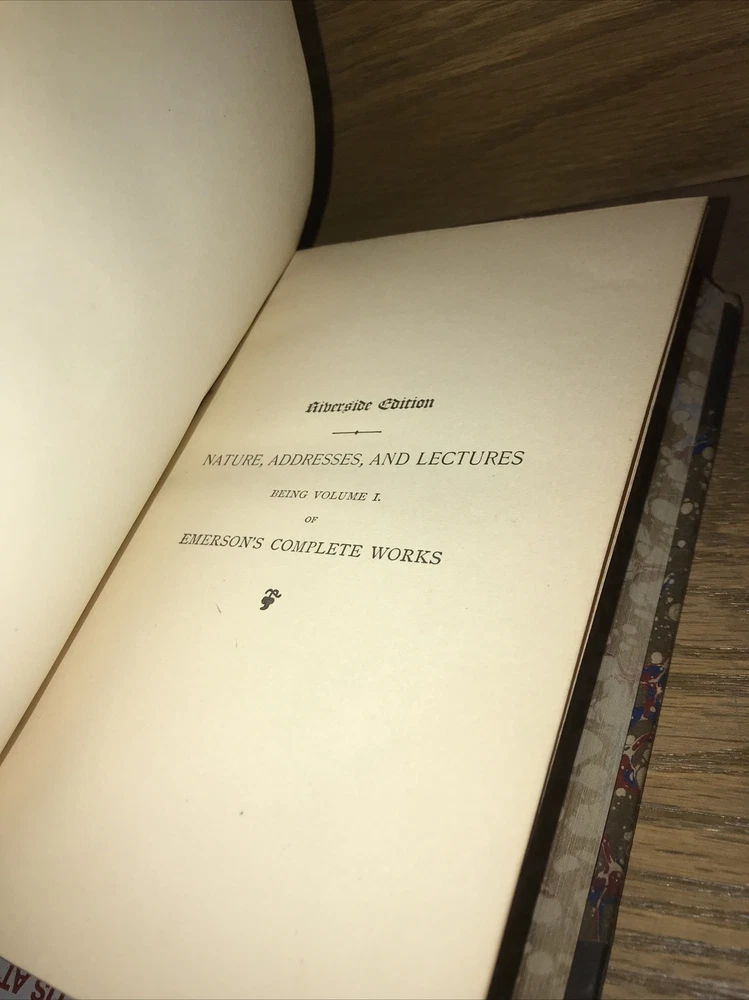 Riverside Edition
NATURE, ADDRESSES, AND LECTURES
BEING VOLUME I.
OF
EMERSON'S COMPLETE WORKS